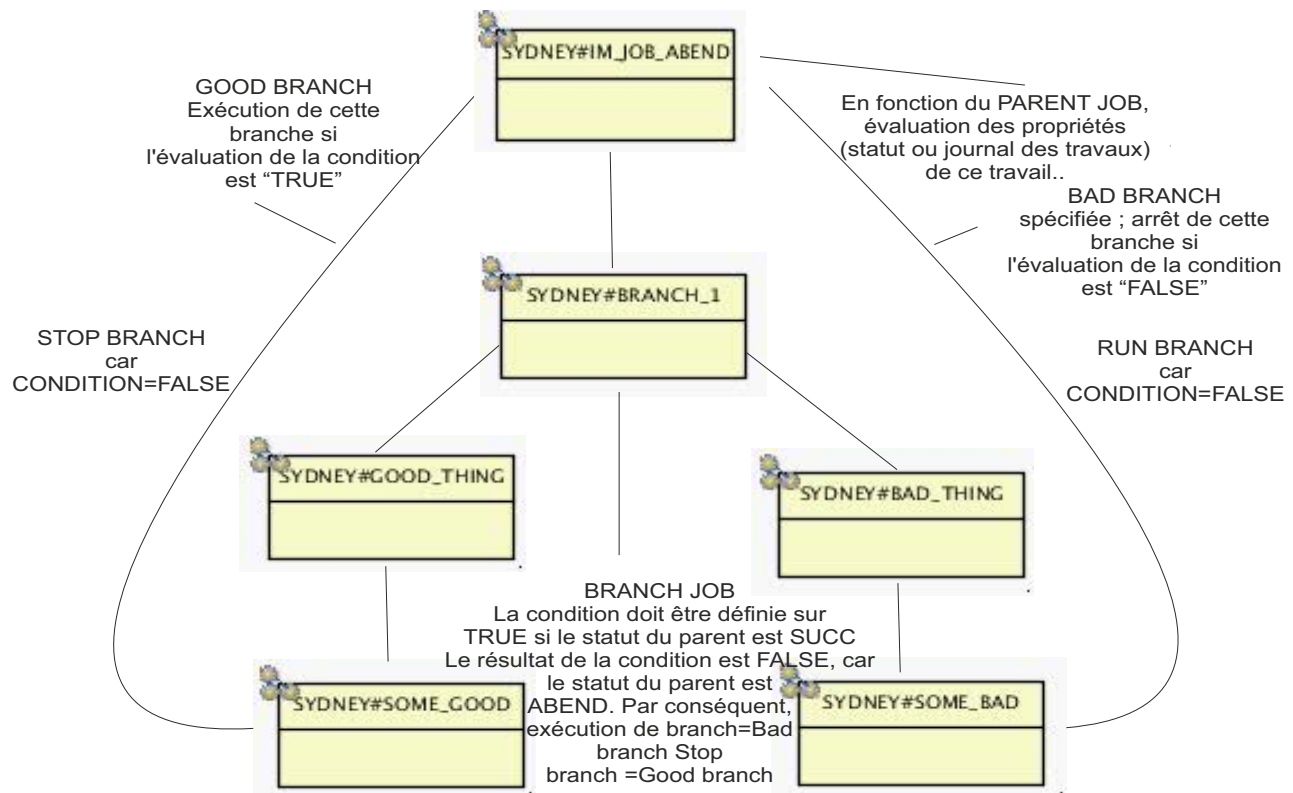 SYDNEY#IM_JOB_ABEND
GOOD BRANCH
Exécution de cette
branche si
l'évaluation de la condition
est “TRUE”
En fonction du PARENT JOB,
évaluation des propriétés
(statut ou journal des travaux)
de ce travail..
BAD BRANCH
spécifiée ; arrêt de cette
branche si
l'évaluation de la condition
est “FALSE”
SYDNEY#BRANCH_1
STOP BRANCH
car
CONDITION=FALSE
RUN BRANCH
car
CONDITION=FALSE
SYDNEY#GOOD_THING
SYDNEY#BAD_THING
BRANCH JOB
La condition doit être définie sur
TRUE si le statut du parent est SUCC
Le résultat de la condition est FALSE, car
le statut du parent est
ABEND. Par conséquent,
exécution de branch=Bad
branch Stop
branch =Good branch
SYDNEY#SOME_GOOD
SYDNEY#SOME_BAD